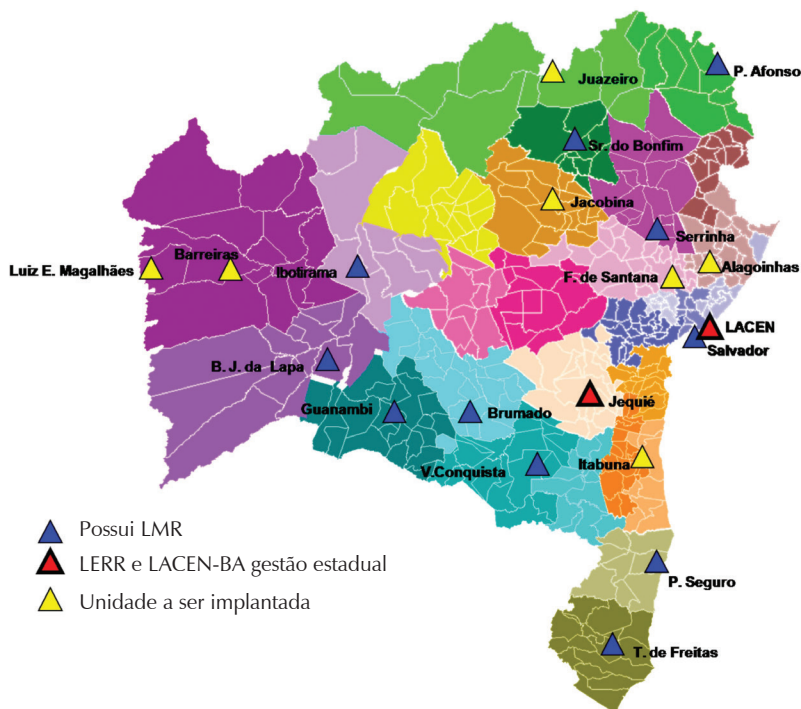 Juazeiro
P. Afonso
Sr. do Bonfim
Jacobina
Serrinha
Luiz E. Magalhães
Barreiras
Ibotirama
F. de Santana
Alagoinhas
LACEN
Salvador
B. J. da Lapa
Guanambi
Brumado
Jequié
V.Conquista
Itabuna
Possui LMR
LERR e LACEN-BA gestão estadual
Unidade a ser implantada
P. Seguro
T. de Freitas